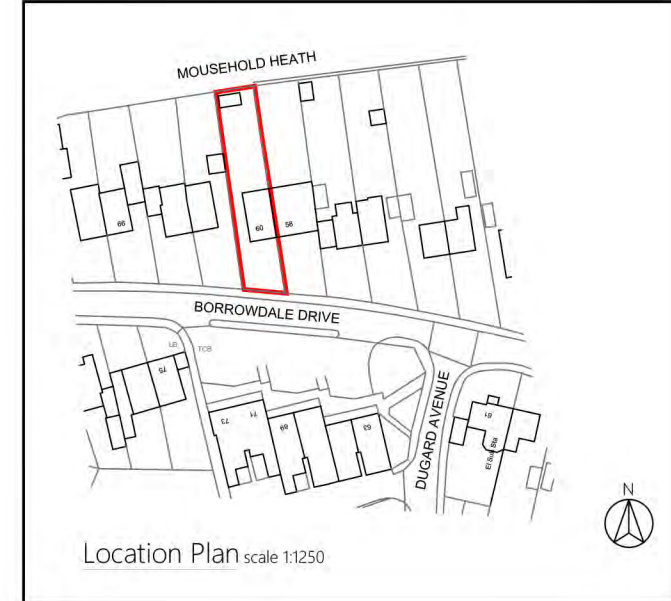 MOUSEHOLD HEATH
66
60
58
BORROWDALE DRIVE
LB
TCB
75
73
71
69
63
DUGARD AVENUE
61
El Sub Sta
N
Location Plan scale 1:1250